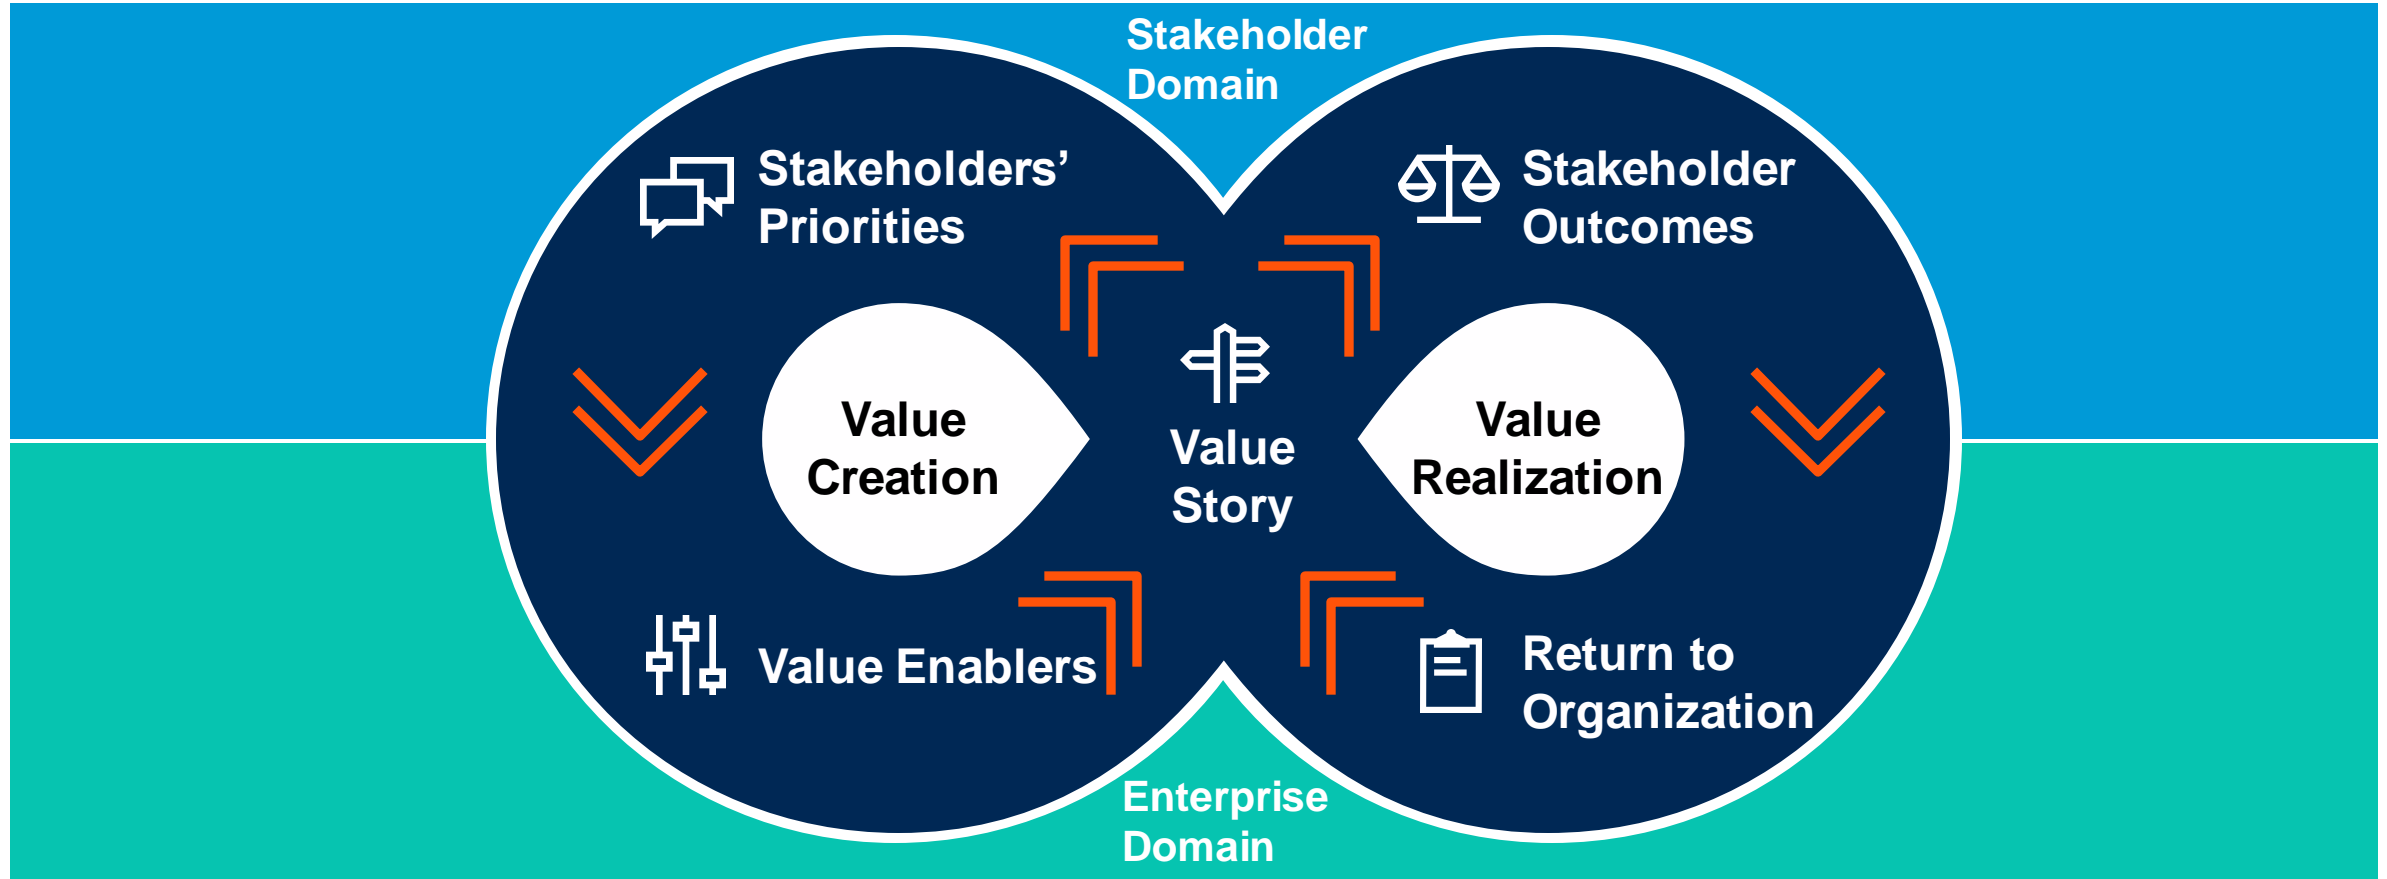 Stakeholder
Domain
Stakeholders’
Priorities
Stakeholder
Outcomes
Value
Creation
Value
Story
Value
Realization
Value Enablers
Return to
Organization
Enterprise
Domain